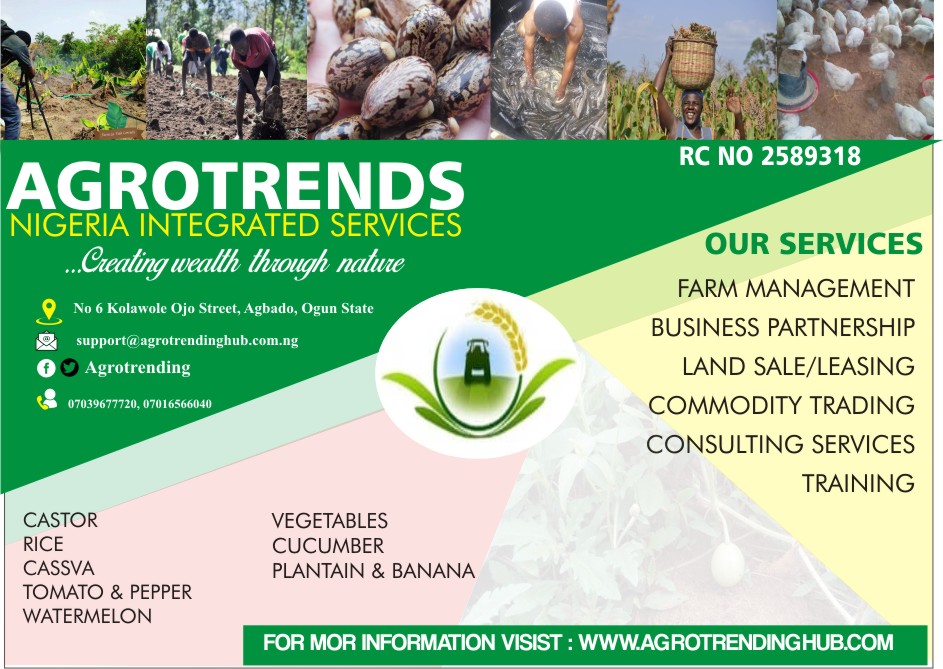 RC NO 2589318
AGROTRENDS
NIGERIA INTEGRATED SERVICES
...Creating wealth through nature
No 6 Kolawole Ojo Street, Agbado, Ogun State
support@agrotrendinghub.com.ng
Agrotrending
07039677720, 07016566040
OUR SERVICES
FARM MANAGEMENT
BUSINESS PARTNERSHIP
LAND SALE/LEASING
COMMODITY TRADING
CONSULTING SERVICES
TRAINING
CASTOR
RICE
CASSVA
TOMATO & PEPPER
WATERMELON
VEGETABLES
CUCUMBER
PLANTAIN & BANANA
FOR MOR INFORMATION VISIST : WWW.AGROTRENDINGHUB.COM